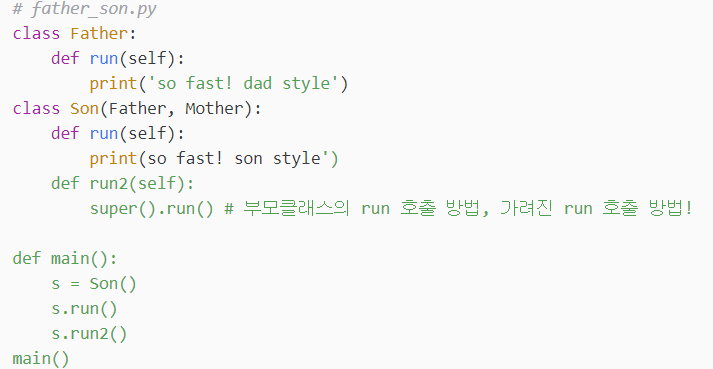 # father_son.py
class Father:
    def run(self):
        print('so fast! dad style')
class Son(Father, Mother):
    def run(self):
        print(so fast! son style')
    def run2(self):
        super().run() # 부모클래스의 run 호출 방법, 가려진 run 호출 방법!
def main():
    s = Son()
    s.run()
    s.run2()
main()